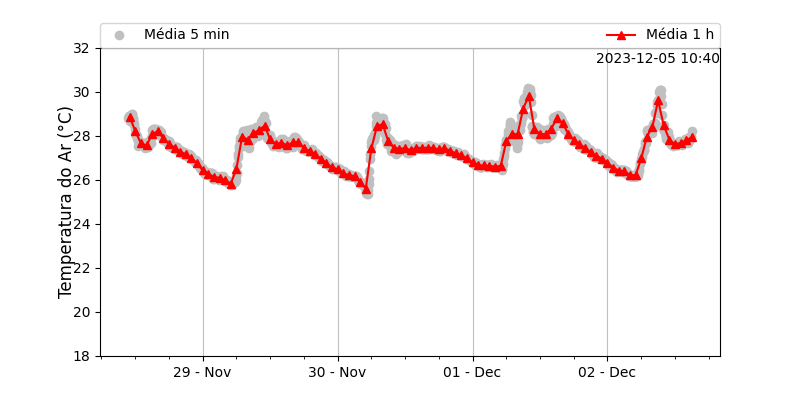 Média 5 min
Média 1 h
2023-12-05 10:40
Temperatura do Ar (°C)
32
30
28
26
24
22
20
18
29 - Nov
30 - Nov
01 - Dec
02 - Dec